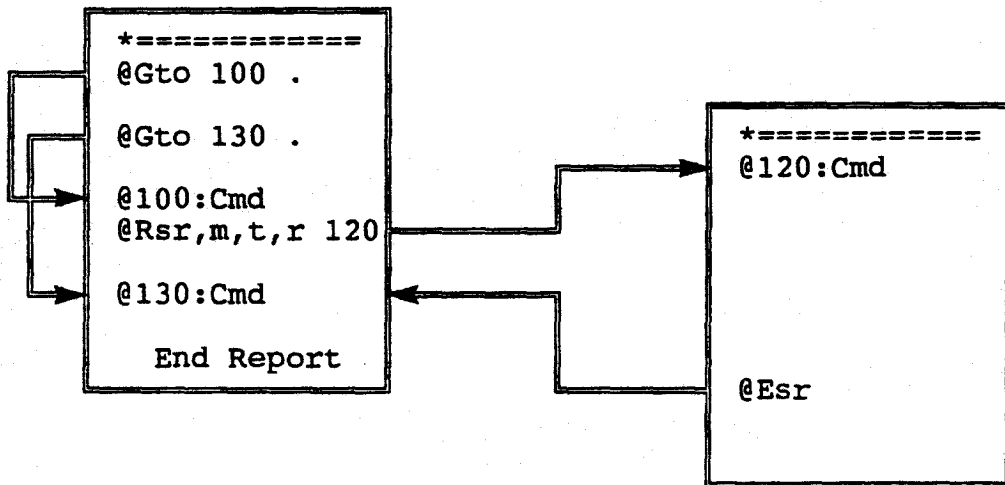 *=============
@Gto 100 .
@Gto 130 .
@100:Cmd
@Rsr,m,t,r 120
@130:Cmd
End Report
*=============
@120:Cmd
@Esr